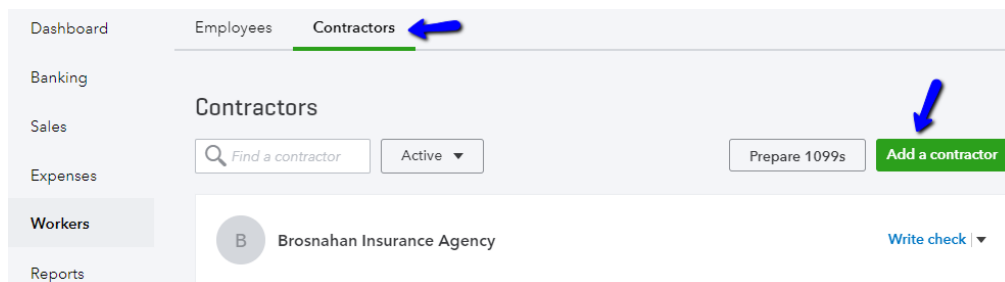 Dashboard
Banking
Sales
Expenses
Workers
Reports
Employees Contractors
Contractors
Find a contractor Active Prepare 1099s Add a contractor
B Brosnahan Insurance Agency Write check